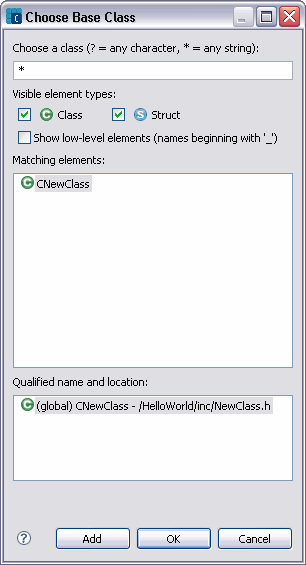 Choose Base Class
Choose a class (? = any character, * = any string):
*
Visible element types:
C Class S Struct
Show low-level elements (names beginning with '_')
Matching elements:
C CNewClass
Qualified name and location:
C (global) CNewClass - /HelloWorld/inc/NewClass.h
? Add OK Cancel